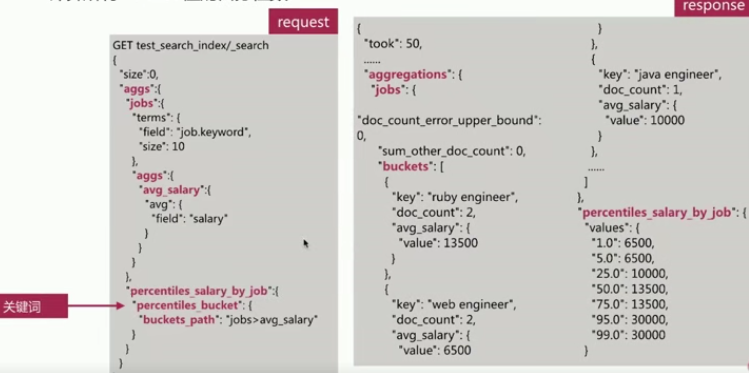 request
GET test_search_index/_search
{
"size":0,
"aggs":{
"jobs":{
"terms": {
"field": "job.keyword",
"size": 10
},
"aggs":{
"avg_salary":{
"avg": {
"field": "salary"
}
}
}
},
"percentiles_salary_by_job":{
"percentiles_bucket": {
"buckets_path": "jobs>avg_salary"
}
}
}
关键词
response
{
"took": 50,
......
"aggregations": {
"jobs": {
"doc_count_error_upper_bound":
0,
"sum_other_doc_count": 0,
"buckets": [
{
"key": "ruby engineer",
"doc_count": 2,
"avg_salary": {
"value": 13500
}
},
{
"key": "web engineer",
"doc_count": 2,
"avg_salary": {
"value": 6500
}
},
{
"key": "java engineer",
"doc_count": 1,
"avg_salary": {
"value": 10000
}
},
......
]
},
"percentiles_salary_by_job": {
"values": {
"1.0": 6500,
"5.0": 6500,
"25.0": 10000,
"50.0": 13500,
"75.0": 13500,
"95.0": 30000,
"99.0": 30000
}